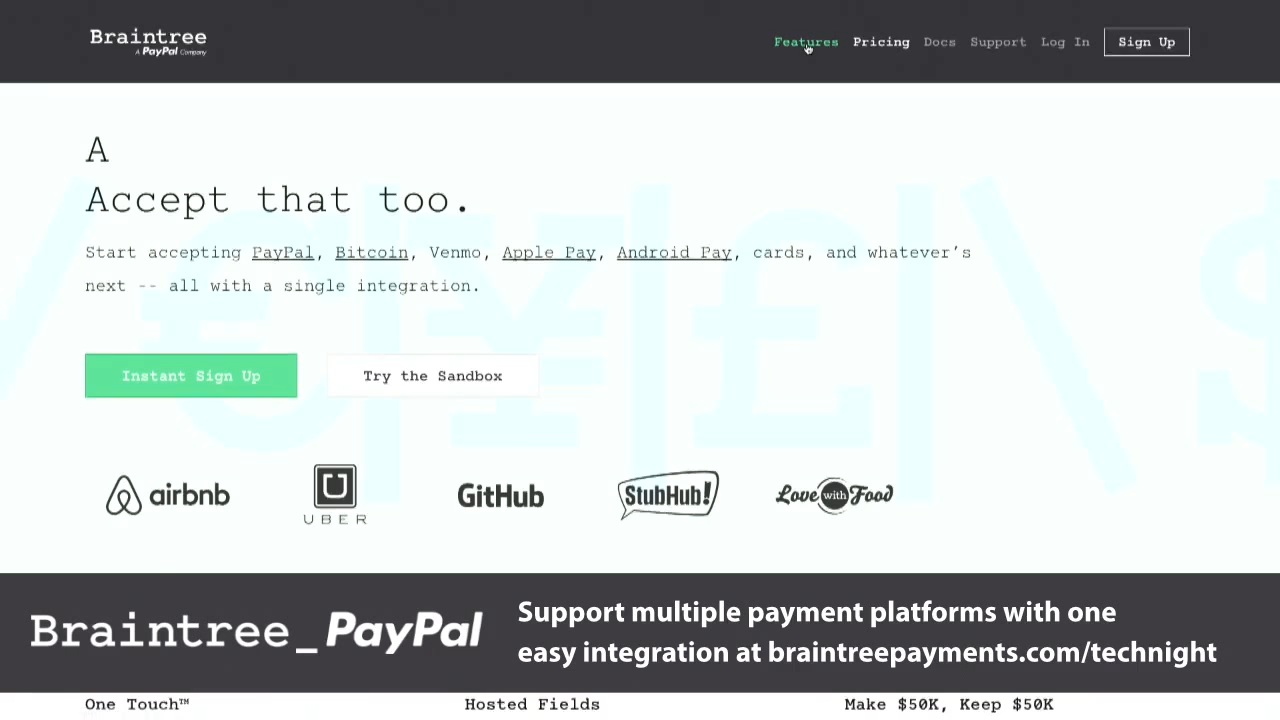 Braintree
A PayPal Company
Features Pricing Docs Support Log In Sign Up
A
Accept that too.
Start accepting PayPal, Bitcoin, Venmo, Apple Pay, Android Pay, cards, and whatever's
next -- all with a single integration.
Instant Sign Up Try the Sandbox
airbnb UBER GitHub StubHub! Love with Food
Braintree_PayPal
Support multiple payment platforms with one
easy integration at braintreepayments.com/technight
One Touch™ Hosted Fields Make $50K, Keep $50K